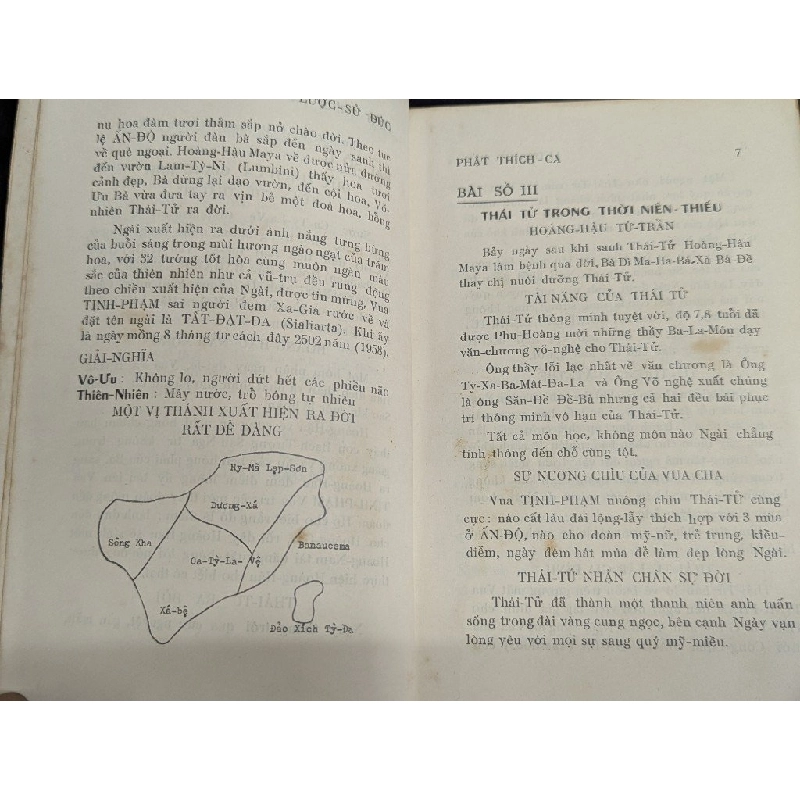 LƯỢC-SỬ ĐỨC
nu hoa đâm tươi thắm sắp nở chào đời. Theo tục
lệ ẤN-ĐỘ người đàn bà sắp đến ngày sanh thì
về quê ngoại. Hoàng-Hậu Maya về được nửa đường
đến vườn Lam-Tỳ-Ni (Lumbini) thấy hoa tươi
cảnh đẹp, Bà dừng lại dạo vườn, đến cội hoa, Vô-
Ưu Bà vừa đưa tay ra vịn bẻ một đoá hoa, bỗng
nhiên Thái-Tử ra đời.
Ngài xuất hiện ra dưới ánh nắng tưng bừng
của buổi sáng trong mùi hương ngào ngạt của trăm
hoa, với 32 tướng tốt hòa cùng muôn ngàn màu
sắc của thiên nhiên như cả vũ-trụ đều rung động
theo chiều xuất hiện của Ngài, được tin mừng, Vua
TỊNH-PHẠM sai người đem Xa-Giá rước về và
đặt tên ngài là TẤT-ĐẠT-ĐA (Siaharta). Khi ấy
là ngày mồng 8 tháng tư cách đây 2502 năm (1958).
GIẢI-NGHĨA
Vô-Ưu : Không lo, người dứt hết các phiền não
Thiên-Nhiên : Mây nước, trổ bông tự nhiên
MỘT VỊ THÁNH XUẤT HIỆN RA ĐỜI
RẤT DỄ DÀNG
Hy-Mã Lạp-Sơn
Dương-Xá
Sông Kha
Banaucsma
Ca-Tỳ-La-Vệ
Xá-bệ
Đảo Xích Tỷ-Da
PHẬT THÍCH-CA 7
BÀI SỐ III
THÁI TỬ TRONG THỜI NIÊN-THIẾU
HOÀNG-HẬU TỪ-TRẦN
Bảy ngày sau khi sanh Thái-Tử Hoàng-Hậu
Maya lâm bệnh qua đời, Bà Di Ma-Ha-Ba-Xà Ba-Đề
thay chị nuôi dưỡng Thái Tử.
TÀI NĂNG CỦA THÁI TỬ
Thái-Tử thông minh tuyệt vời, độ 7,8 tuổi đã
được Phụ-Hoàng mời những thầy Ba-La-Môn dạy
văn-chương võ-nghệ cho Thái-Tử.
Ông thầy lỗi lạc nhất về văn chương là Ông
Tỳ-Xa-Ba-Mát-Đa-La và Ông Võ nghệ xuất chúng
là ông Sằn-Đề Đề-Bà nhưng cả hai đều bái phục
trí thông minh vô hạn của Thái-Tử.
Tất cả môn học, không môn nào Ngài chẳng
tinh thông đến chỗ cùng tột.
SỰ NUÔNG CHÌU CỦA VUA CHA
Vua TỊNH-PHẠM nuông chìu Thái-TỬ cùng
cực : nào cất lâu đài lộng-lẫy thích hợp với 3 mùa
ở ẤN-ĐỘ, nào cho đoàn mỹ-nữ, trẻ trung, kiều-
diễm, ngày đêm hát múa để làm đẹp lòng Ngài.
THÁI-TỬ NHẬN CHÂN SỰ ĐỜI
Thái-Tử đã thành một thanh niên anh tuấn
sống trong đài vàng cung ngọc, bên cạnh Ngày vạn
lòng yêu với mọi sự sang quý mỹ-miều.